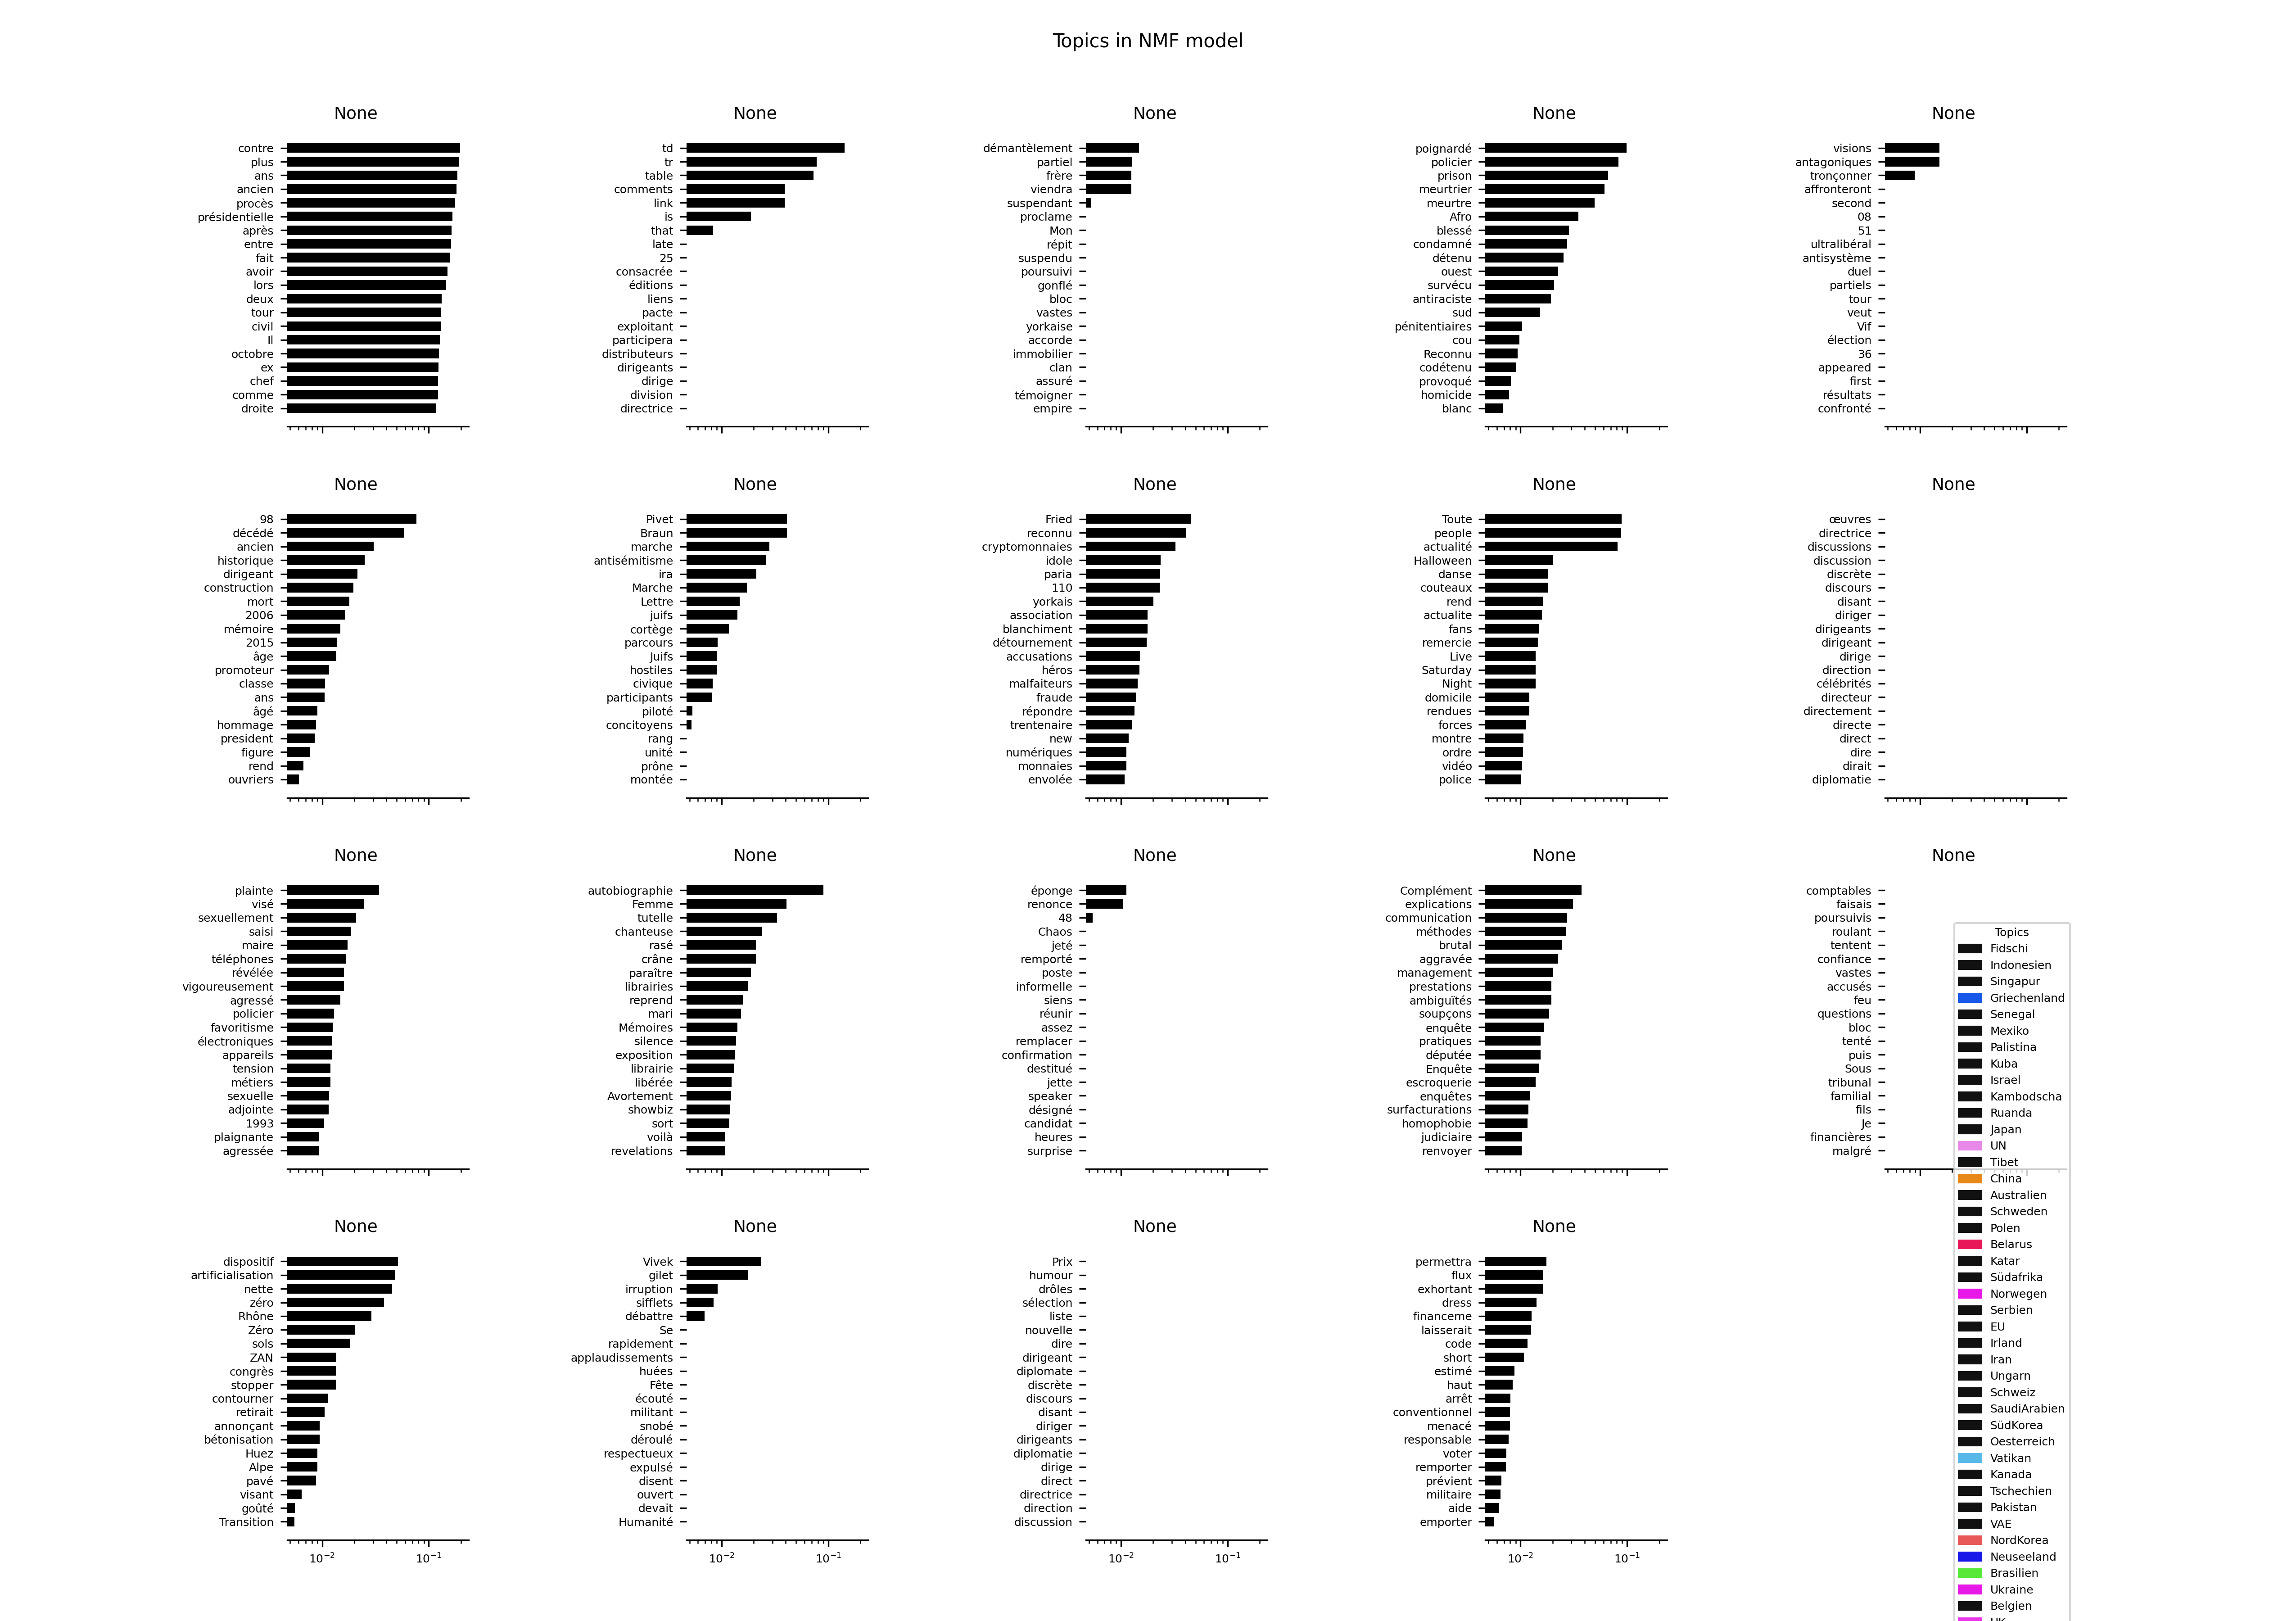 Topics in NMF model
None
contre
plus
ans
ancien
procès
présidentielle
après
entre
fait
avoir
lors
deux
tour
civil
Il
octobre
ex
chef
comme
droite
None
td
tr
table
comments
link
is
that
late
25
consacrée
éditions
liens
pacte
exploitant
participera
distributeurs
dirigeants
dirige
division
directrice
None
démantèlement
partiel
frère
viendra
suspendant
proclame
Mon
répit
suspendu
poursuivi
gonflé
bloc
vastes
yorkaise
accorde
immobilier
clan
assuré
témoigner
empire
None
poignardé
policier
prison
meurtrier
meurtre
Afro
blessé
condamné
détenu
ouest
survécu
antiraciste
sud
pénitentiaires
cou
Reconnu
codétenu
provoqué
homicide
blanc
None
visions
antagoniques
tronçonner
affronteront
second
08
51
ultralibéral
antisystème
duel
partiels
tour
veut
Vif
élection
36
appeared
first
résultats
confronté
None
98
décédé
ancien
historique
dirigeant
construction
mort
2006
mémoire
2015
âge
promoteur
classe
ans
âgé
hommage
president
figure
rend
ouvriers
None
Pivet
Braun
marche
antisémitisme
ira
Marche
Lettre
juifs
cortège
parcours
Juifs
hostiles
civique
participants
piloté
concitoyens
rang
unité
prône
montée
None
Fried
reconnu
cryptomonnaies
idole
paria
110
yorkais
association
blanchiment
détournement
accusations
héros
malfaiteurs
fraude
répondre
trentenaire
new
numériques
monnaies
envolée
None
Toute
people
actualité
Halloween
danse
couteaux
rend
actualite
fans
remercie
Live
Saturday
Night
domicile
rendues
forces
montre
ordre
vidéo
police
None
œuvres
directrice
discussions
discussion
discrète
discours
disant
diriger
dirigeants
dirigeant
dirige
direction
célébrités
directeur
directement
directe
direct
dire
dirait
diplomatie
None
plainte
visé
sexuellement
saisi
maire
téléphones
révélée
vigoureusement
agressé
policier
favoritisme
électroniques
appareils
tension
métiers
sexuelle
adjointe
1993
plaignante
agressée
None
autobiographie
Femme
tutelle
chanteuse
rasé
crâne
paraître
librairies
reprend
mari
Mémoires
silence
exposition
librairie
libérée
Avortement
showbiz
sort
voilà
revelations
None
éponge
renonce
48
Chaos
jeté
remporté
poste
informelle
siens
réunir
assez
remplacer
confirmation
destitué
jette
speaker
désigné
candidat
heures
surprise
None
Complément
explications
communication
méthodes
brutal
aggravée
management
prestations
ambiguïtés
soupçons
enquête
pratiques
députée
Enquête
escroquerie
enquêtes
surfacturations
homophobie
judiciaire
renvoyer
None
comptables
faisais
poursuivis
roulant
tentent
confiance
vastes
accusés
feu
questions
bloc
tenté
puis
Sous
tribunal
familial
fils
Je
financières
malgré
None
dispositif
artificialisation
nette
zéro
Rhône
Zéro
sols
ZAN
congrès
stopper
contourner
retirait
annonçant
bétonisation
Huez
Alpe
pavé
visant
goûté
Transition
10⁻² 10⁻¹
None
Vivek
gilet
irruption
sifflets
débattre
Se
rapidement
applaudissements
huées
Fête
écouté
militant
snobé
déroulé
respectueux
expulsé
disent
ouvert
devait
Humanité
10⁻² 10⁻¹
None
Prix
humour
drôles
sélection
liste
nouvelle
dire
dirigeant
diplomate
discrète
discours
disant
diriger
dirigeants
diplomatie
dirige
direct
directrice
direction
discussion
10⁻² 10⁻¹
None
permettra
flux
exhortant
dress
financeme
laisserait
code
short
estimé
haut
arrêt
conventionnel
menacé
responsable
voter
remporter
prévient
militaire
aide
emporter
10⁻² 10⁻¹
Topics
Fidschi
Indonesien
Singapur
Griechenland
Senegal
Mexiko
Palistina
Kuba
Israel
Kambodscha
Ruanda
Japan
UN
Tibet
China
Australien
Schweden
Polen
Belarus
Katar
Südafrika
Norwegen
Serbien
EU
Irland
Iran
Ungarn
Schweiz
SaudiArabien
SüdKorea
Oesterreich
Vatikan
Kanada
Tschechien
Pakistan
VAE
NordKorea
Neuseeland
Brasilien
Ukraine
Belgien